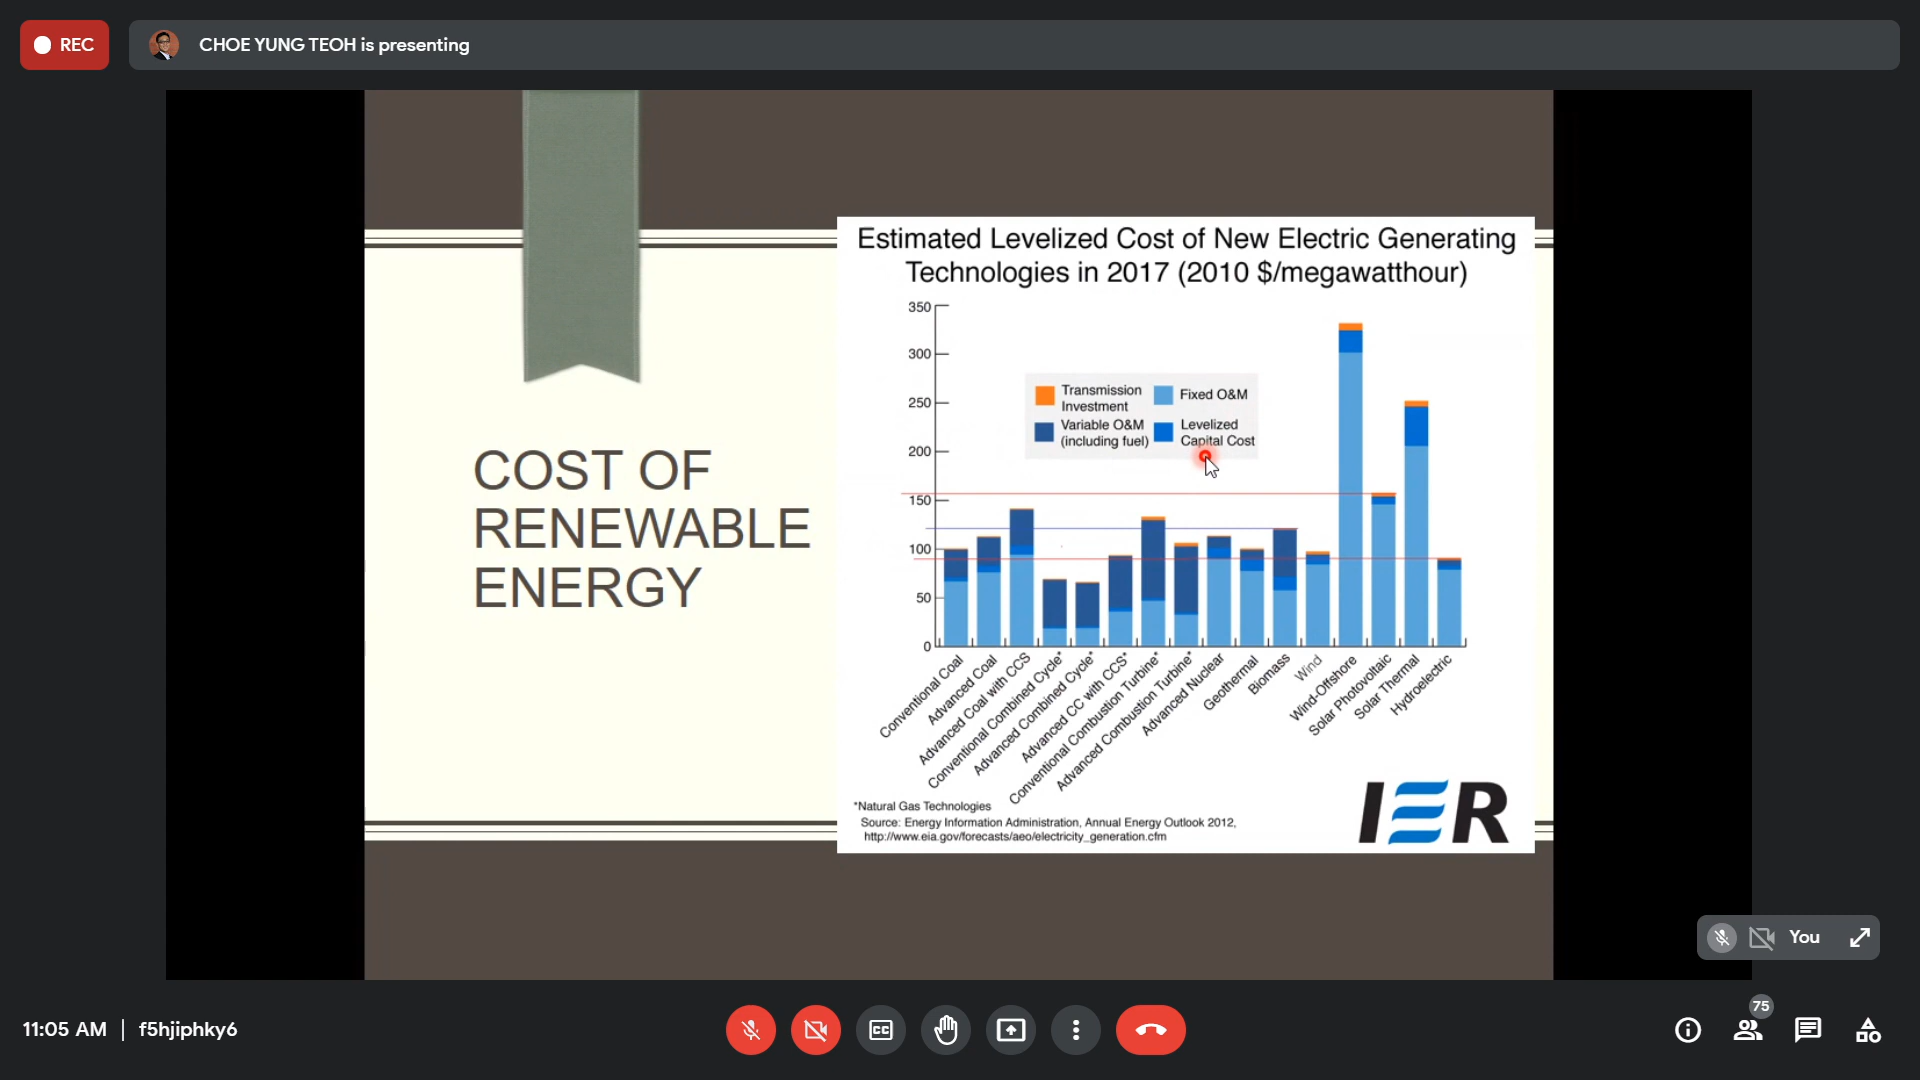 REC
CHOE YUNG TEOH is presenting
COST OF
RENEWABLE
ENERGY
Estimated Levelized Cost of New Electric Generating
Technologies in 2017 (2010 $/megawatthour)
350
300
250
200
150
100
50
0
Transmission
Investment
Fixed O&M
Variable O&M
(including fuel)
Levelized
Capital Cost
Conventional Coal
Advanced Coal
Advanced Coal with CCS
Conventional Combined Cycle*
Advanced Combined Cycle*
Advanced CC with CCS*
Conventional Combustion Turbine*
Advanced Combustion Turbine*
Advanced Nuclear
Geothermal
Biomass
Wind
Wind-Offshore
Solar Photovoltaic
Solar Thermal
Hydroelectric
*Natural Gas Technologies
Source: Energy Information Administration, Annual Energy Outlook 2012,
http://www.eia.gov/forecasts/aeo/electricity_generation.cfm
IER
You
11:05 AM | f5hjiphky6
CC
75